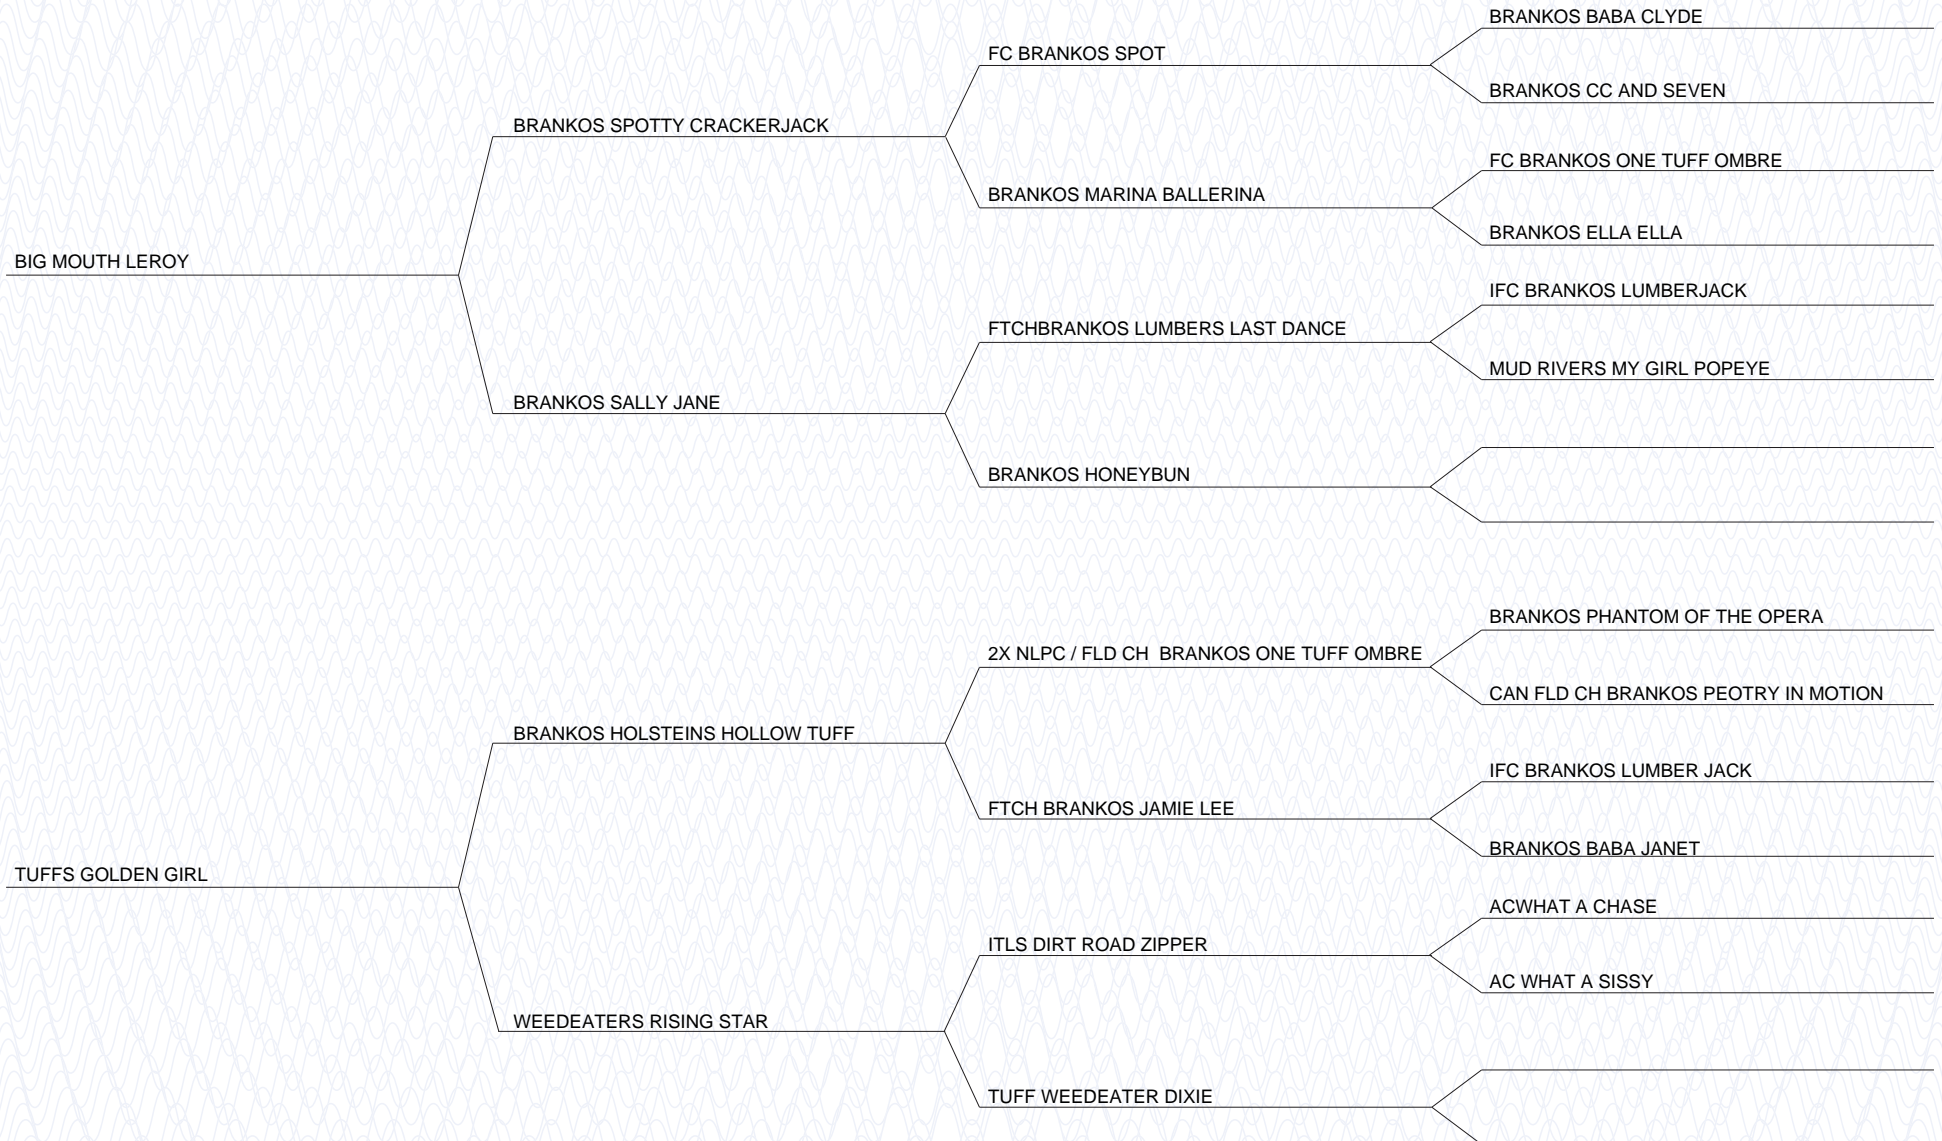 BRANKOS BABA CLYDE
FC BRANKOS SPOT
BRANKOS CC AND SEVEN
BRANKOS SPOTTY CRACKERJACK
FC BRANKOS ONE TUFF OMBRE
BRANKOS MARINA BALLERINA
BRANKOS ELLA ELLA
BIG MOUTH LEROY
IFC BRANKOS LUMBERJACK
FTCHBRANKOS LUMBERS LAST DANCE
MUD RIVERS MY GIRL POPEYE
BRANKOS SALLY JANE
BRANKOS HONEYBUN
BRANKOS PHANTOM OF THE OPERA
2X NLPC / FLD CH  BRANKOS ONE TUFF OMBRE
CAN FLD CH BRANKOS PEOTRY IN MOTION
BRANKOS HOLSTEINS HOLLOW TUFF
IFC BRANKOS LUMBER JACK
FTCH BRANKOS JAMIE LEE
BRANKOS BABA JANET
TUFFS GOLDEN GIRL
ACWHAT A CHASE
ITLS DIRT ROAD ZIPPER
AC WHAT A SISSY
WEEDEATERS RISING STAR
TUFF WEEDEATER DIXIE